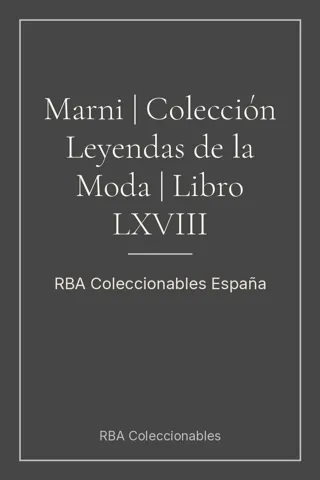 Marni | Colección
Leyendas de la
Moda | Libro
LXVIII
RBA Coleccionables España
RBA Coleccionables